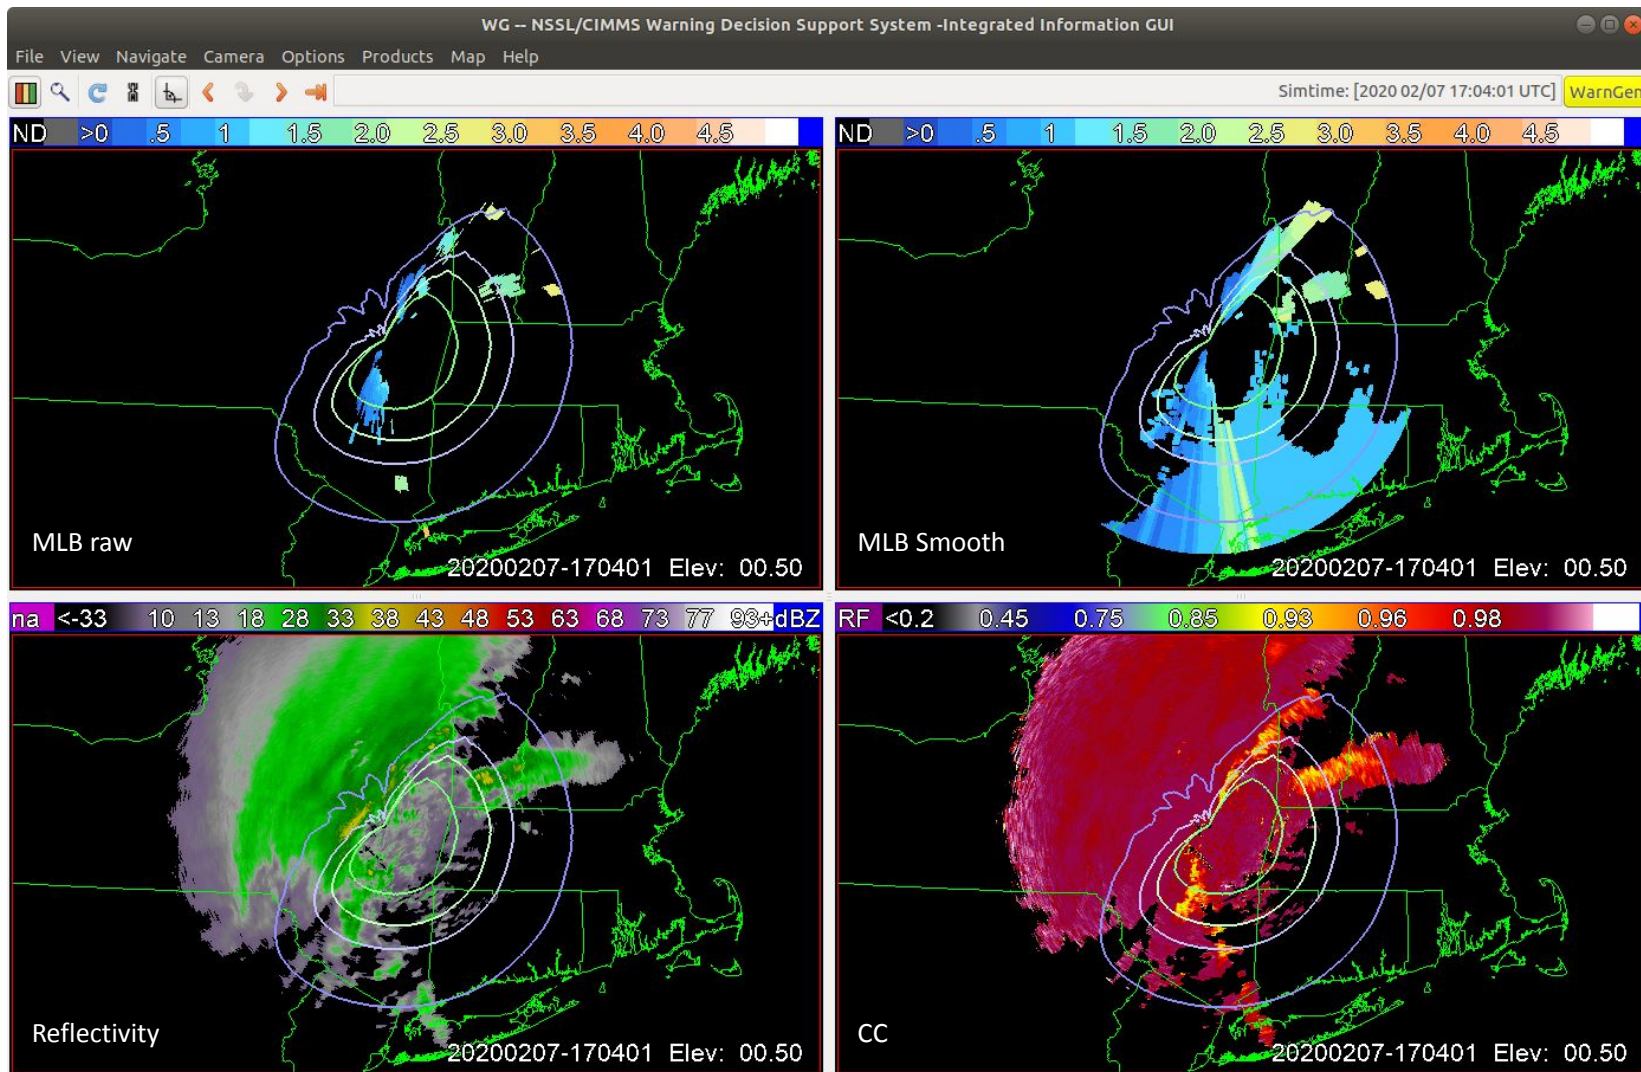 WG -- NSSL/CIMMS Warning Decision Support System -Integrated Information GUI
File View Navigate Camera Options Products Map Help
Simtime: [2020 02/07 17:04:01 UTC] WarnGen
ND >0 .5 1 1.5 2.0 2.5 3.0 3.5 4.0 4.5
MLB raw
20200207-170401 Elev: 00.50
ND >0 .5 1 1.5 2.0 2.5 3.0 3.5 4.0 4.5
MLB Smooth
20200207-170401 Elev: 00.50
na <-33 10 13 18 28 33 38 43 48 53 63 68 73 77 93+dBZ
Reflectivity
20200207-170401 Elev: 00.50
RF <0.2 0.45 0.75 0.85 0.93 0.96 0.98
CC
20200207-170401 Elev: 00.50